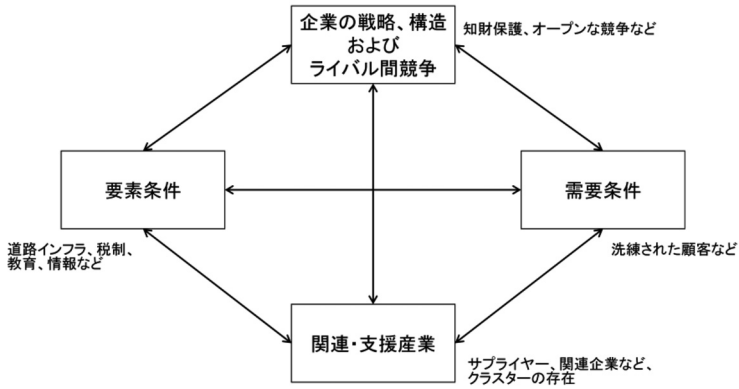 企業の戦略、構造
および
ライバル間競争
知財保護、オープンな競争など
要素条件
需要条件
道路インフラ、税制、
教育、情報など
洗練された顧客など
関連・支援産業
サプライヤー、関連企業など、
クラスターの存在